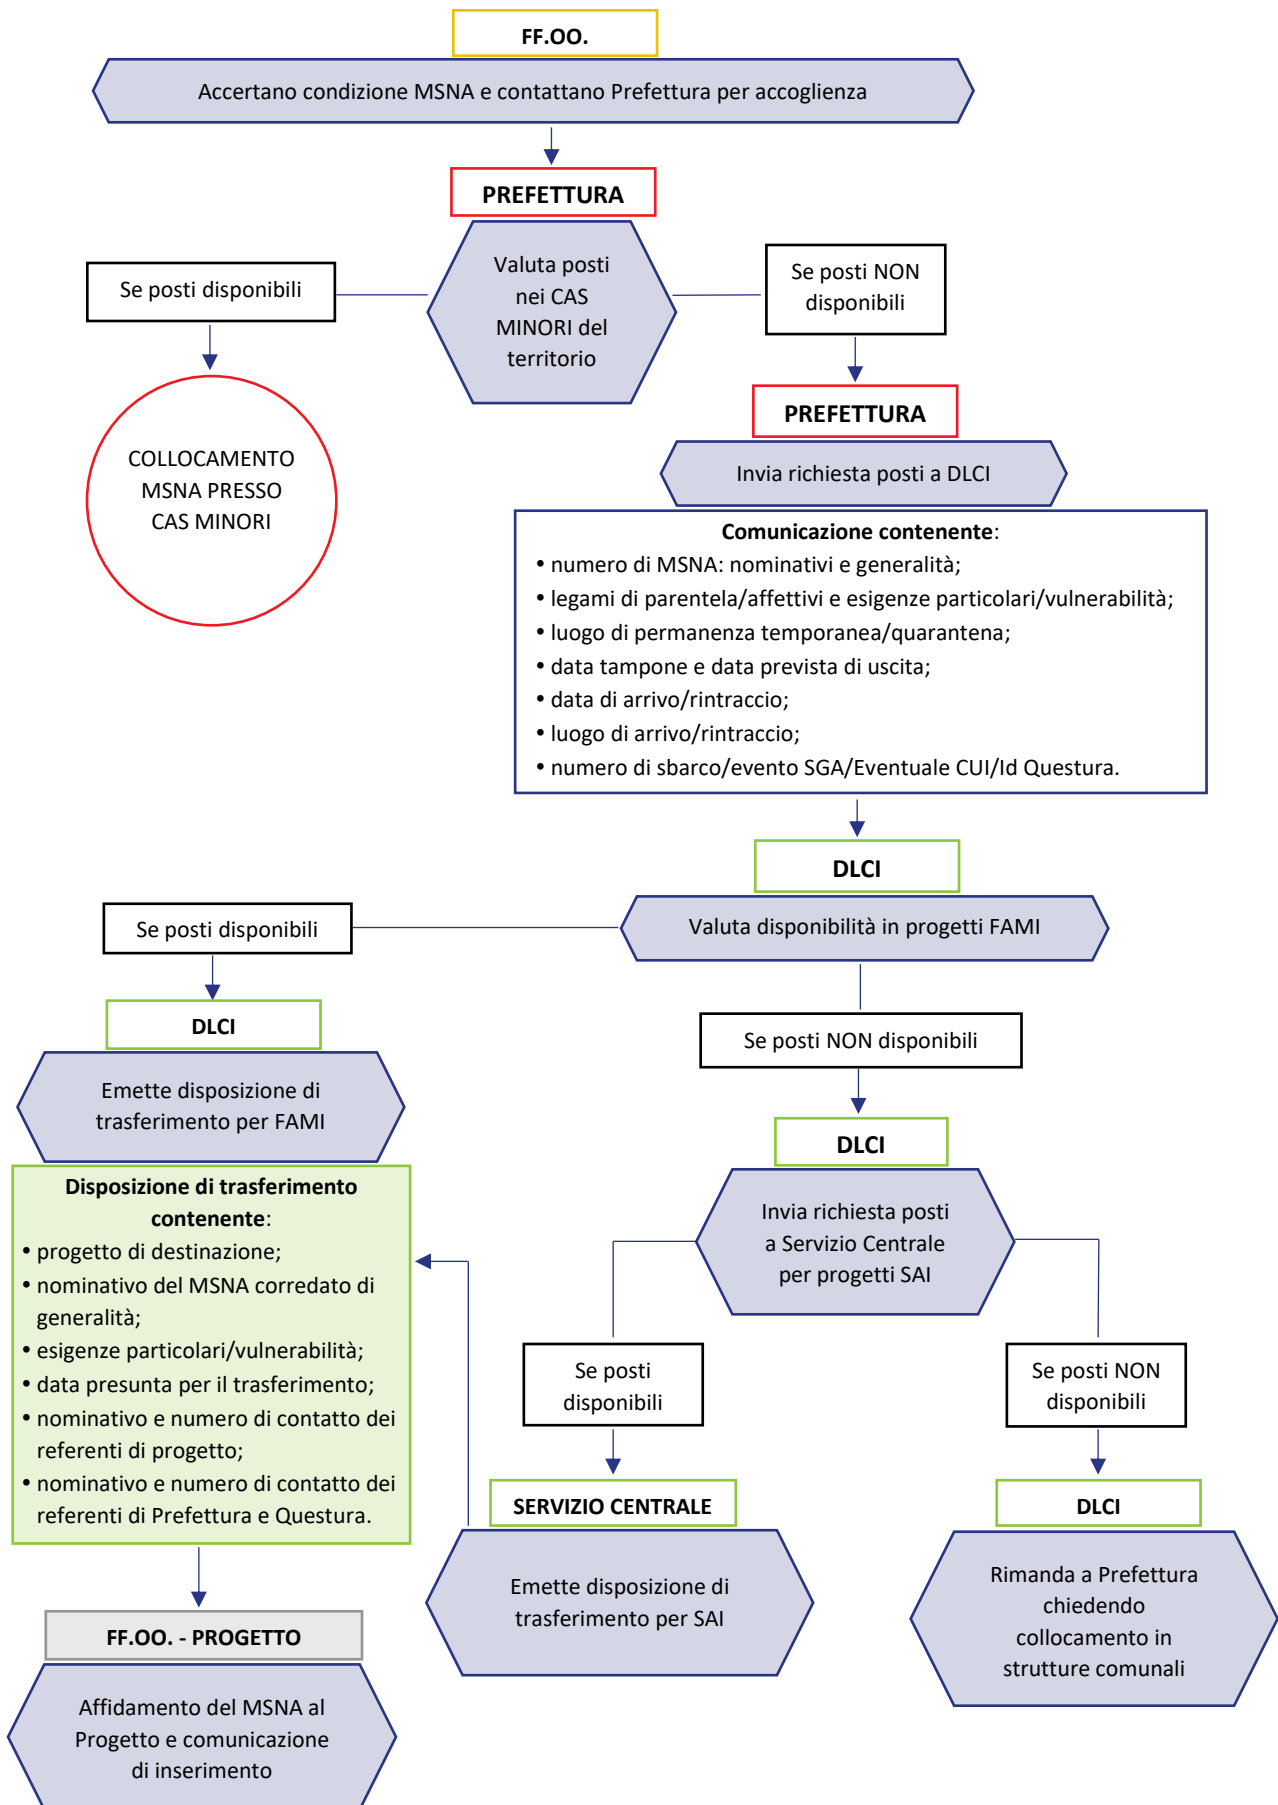 FF.OO.
Accertano condizione MSNA e contattano Prefettura per accoglienza
PREFETTURA
Valuta posti
nei CAS
MINORI del
territorio
Se posti disponibili
Se posti NON
disponibili
COLLOCAMENTO
MSNA PRESSO
CAS MINORI
PREFETTURA
Invia richiesta posti a DLCI
Comunicazione contenente:
• numero di MSNA: nominativi e generalità;
• legami di parentela/affettivi e esigenze particolari/vulnerabilità;
• luogo di permanenza temporanea/quarantena;
• data tampone e data prevista di uscita;
• data di arrivo/rintraccio;
• luogo di arrivo/rintraccio;
• numero di sbarco/evento SGA/Eventuale CUI/Id Questura.
DLCI
Valuta disponibilità in progetti FAMI
Se posti disponibili
DLCI
Emette disposizione di
trasferimento per FAMI
Disposizione di trasferimento
contenente:
• progetto di destinazione;
• nominativo del MSNA corredato di
generalità;
• esigenze particolari/vulnerabilità;
• data presunta per il trasferimento;
• nominativo e numero di contatto dei
referenti di progetto;
• nominativo e numero di contatto dei
referenti di Prefettura e Questura.
FF.OO. - PROGETTO
Affidamento del MSNA al
Progetto e comunicazione
di inserimento
Se posti NON disponibili
DLCI
Invia richiesta posti
a Servizio Centrale
per progetti SAI
Se posti
disponibili
SERVIZIO CENTRALE
Emette disposizione di
trasferimento per SAI
Se posti NON
disponibili
DLCI
Rimanda a Prefettura
chiedendo
collocamento in
strutture comunali